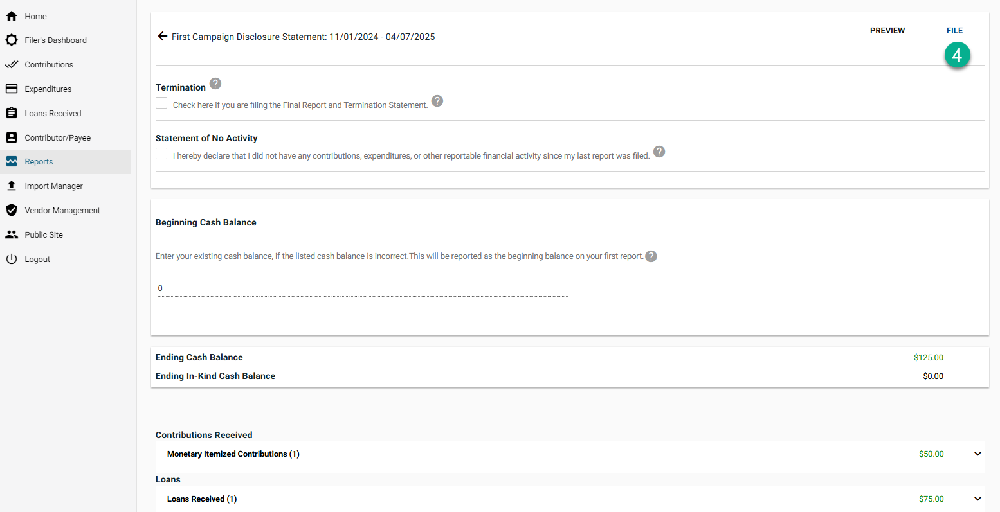 Home
Filer's Dashboard
Contributions
Expenditures
Loans Received
Contributor/Payee
Reports
Import Manager
Vendor Management
Public Site
Logout
First Campaign Disclosure Statement: 11/01/2024 - 04/07/2025
PREVIEW
FILE
4
Termination ?
Check here if you are filing the Final Report and Termination Statement. ?
Statement of No Activity
I hereby declare that I did not have any contributions, expenditures, or other reportable financial activity since my last report was filed. ?
Beginning Cash Balance
Enter your existing cash balance, if the listed cash balance is incorrect.This will be reported as the beginning balance on your first report. ?
0
Ending Cash Balance $125.00
Ending In-Kind Cash Balance $0.00
Contributions Received
Monetary Itemized Contributions (1) $50.00
Loans
Loans Received (1) $75.00